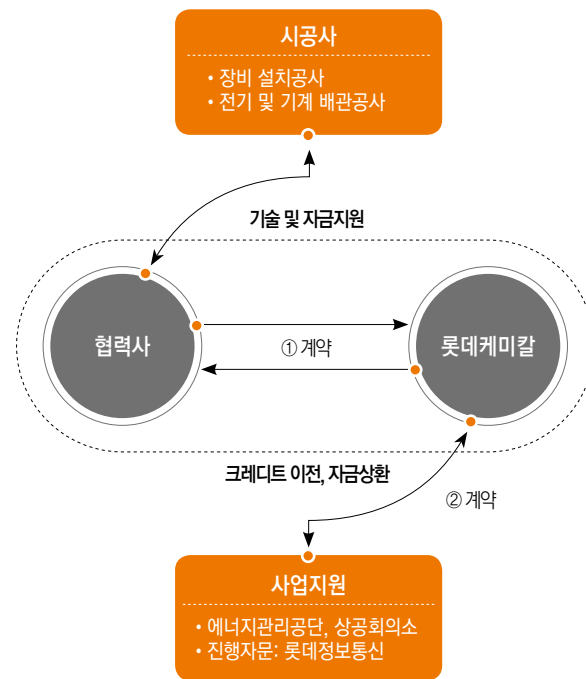 시공사
• 장비 설치공사
• 전기 및 기계 배관공사
기술 및 자금지원
협력사
① 계약
롯데케미칼
크레디트 이전, 자금상환
② 계약
사업지원
• 에너지관리공단, 상공회의소
• 진행자문: 롯데정보통신